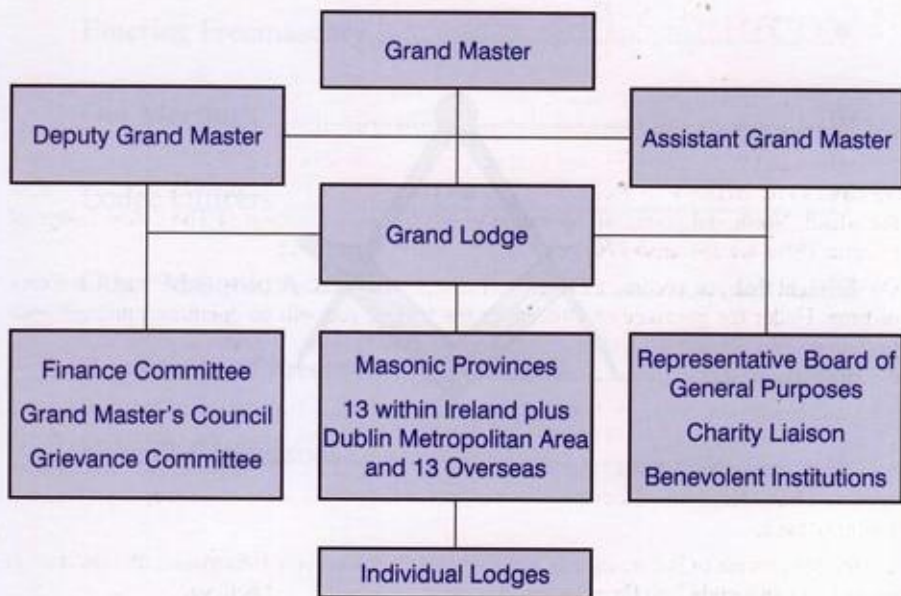 Grand Master
Deputy Grand Master
Assistant Grand Master
Grand Lodge
Finance Committee
Grand Master's Council
Grievance Committee
Masonic Provinces
13 within Ireland plus
Dublin Metropolitan Area
and 13 Overseas
Representative Board of
General Purposes
Charity Liaison
Benevolent Institutions
Individual Lodges